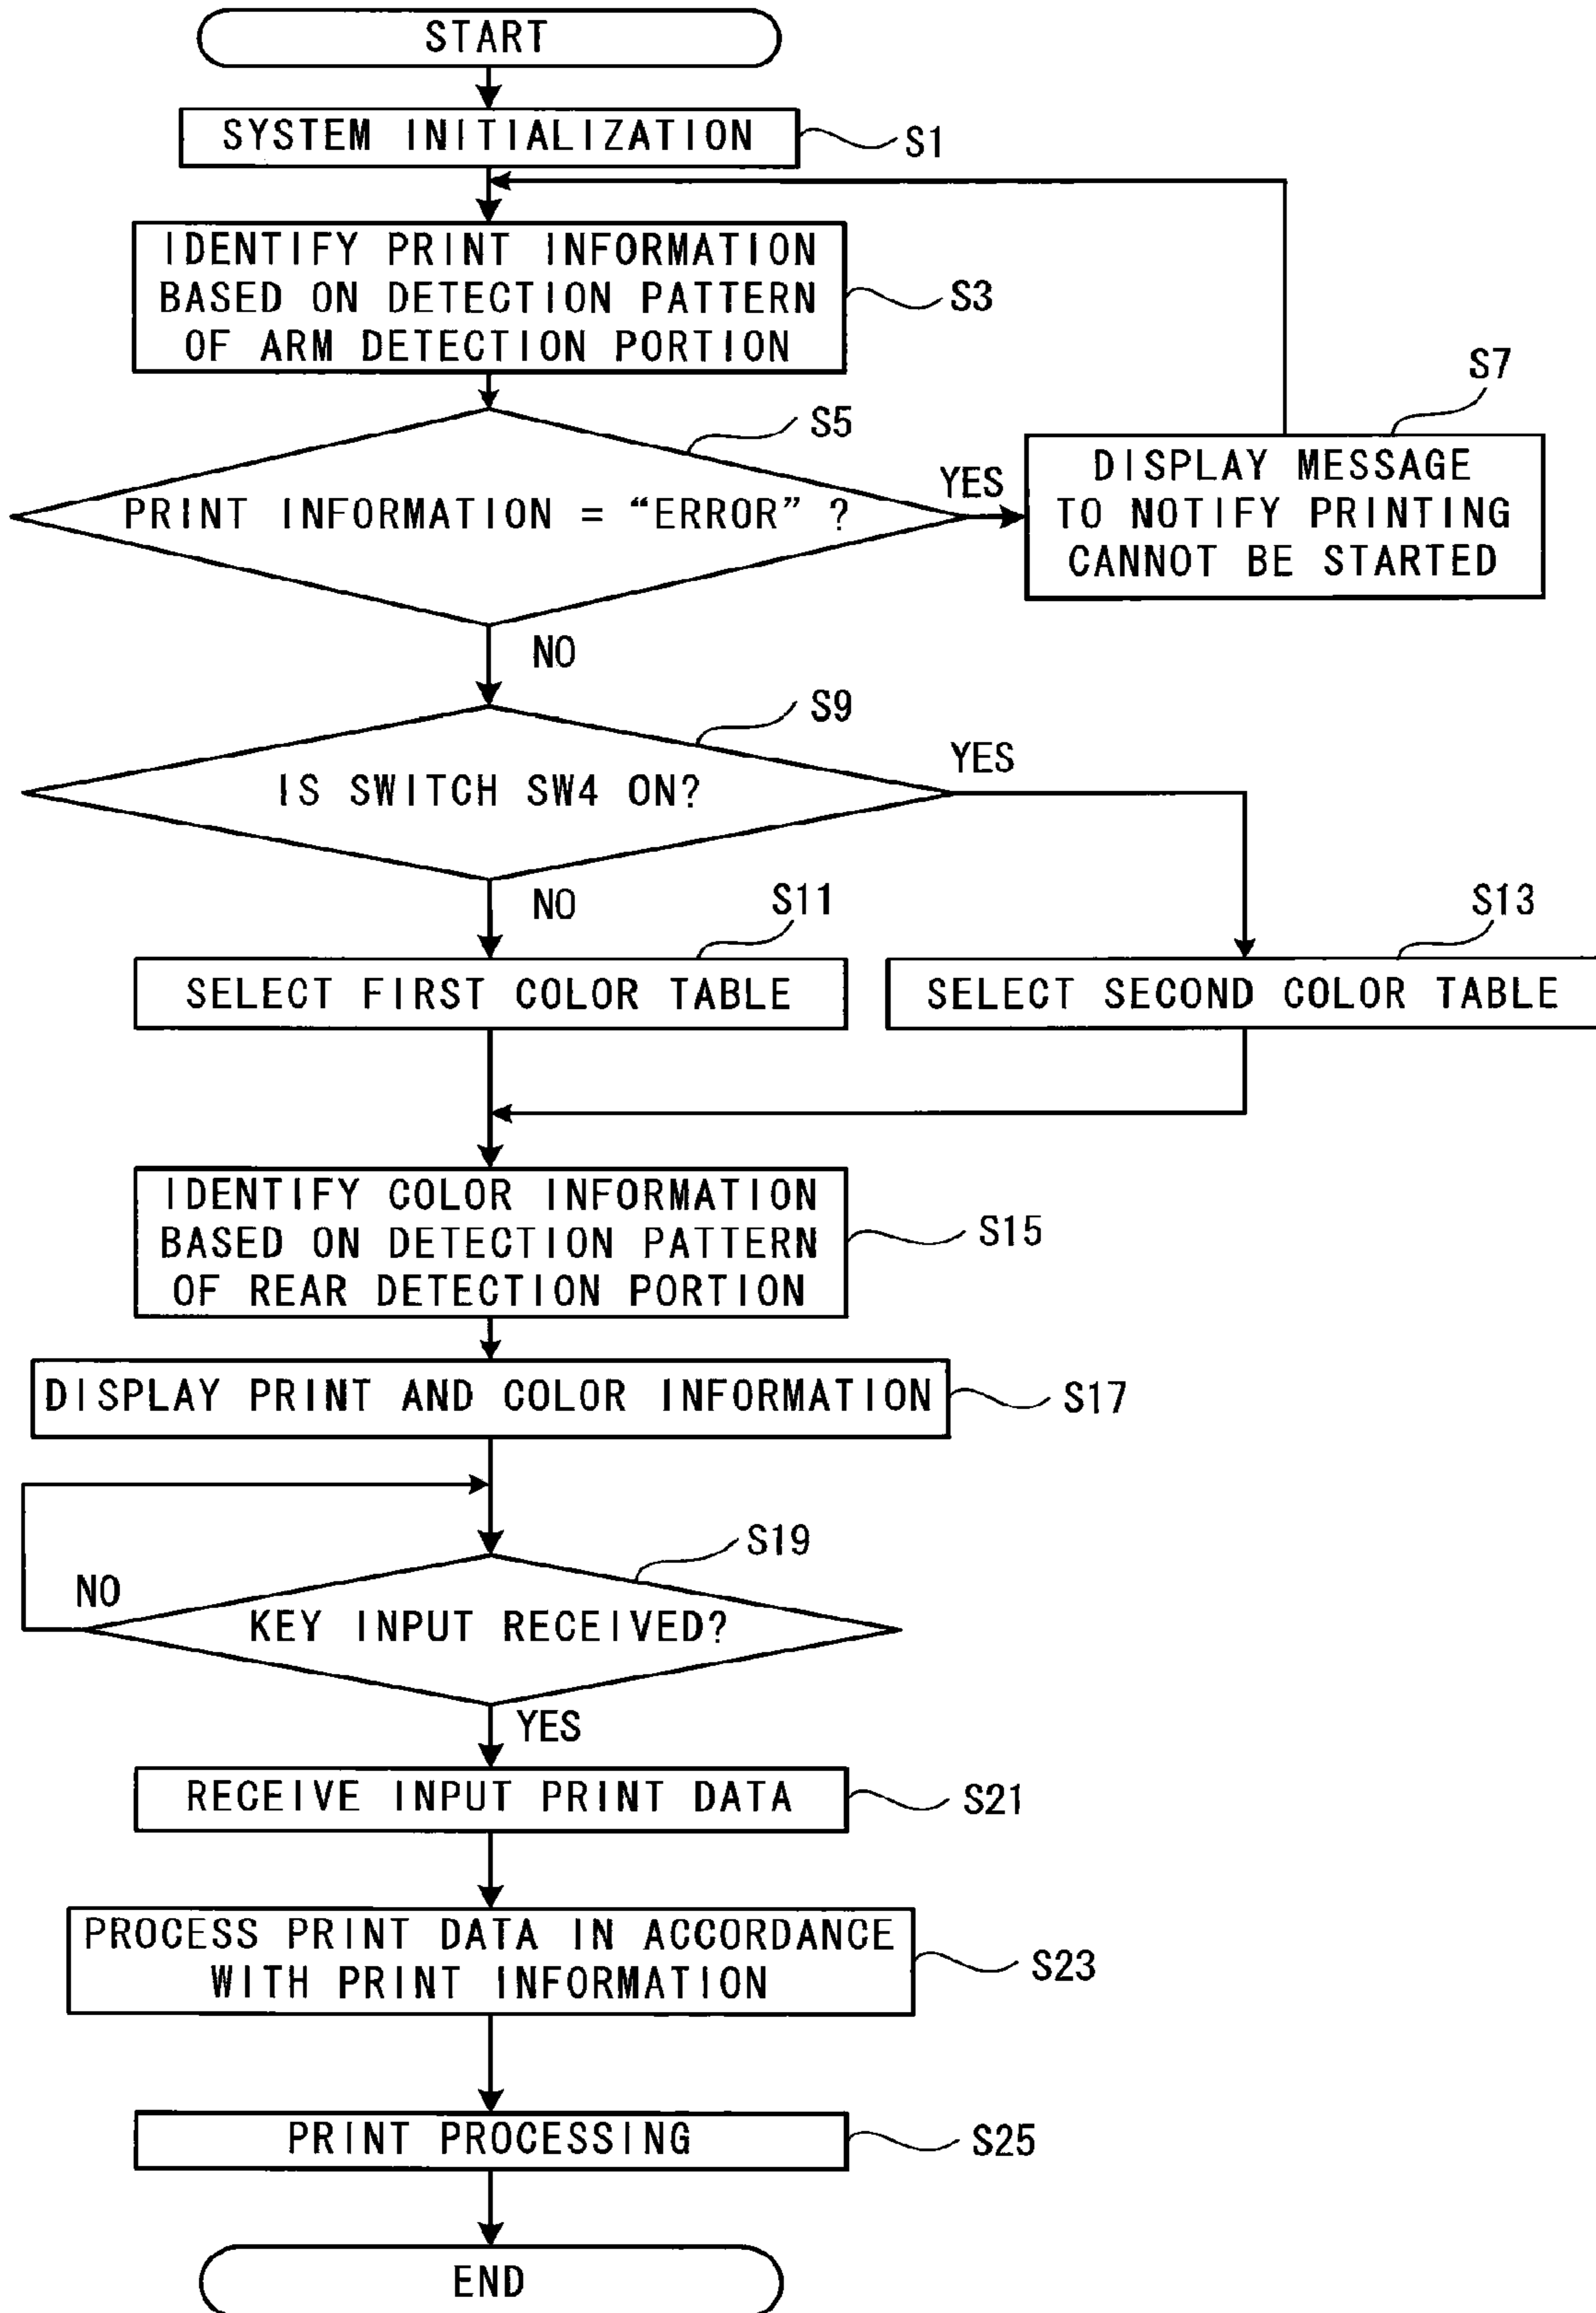 START
SYSTEM INITIALIZATION
S1
IDENTIFY PRINT INFORMATION
BASED ON DETECTION PATTERN
OF ARM DETECTION PORTION
S3
S5
PRINT INFORMATION = “ERROR” ?
YES
S7
DISPLAY MESSAGE
TO NOTIFY PRINTING
CANNOT BE STARTED
NO
S9
IS SWITCH SW4 ON?
YES
NO
S11
SELECT FIRST COLOR TABLE
S13
SELECT SECOND COLOR TABLE
IDENTIFY COLOR INFORMATION
BASED ON DETECTION PATTERN
OF REAR DETECTION PORTION
S15
DISPLAY PRINT AND COLOR INFORMATION
S17
S19
NO
KEY INPUT RECEIVED?
YES
RECEIVE INPUT PRINT DATA
S21
PROCESS PRINT DATA IN ACCORDANCE
WITH PRINT INFORMATION
S23
PRINT PROCESSING
S25
END